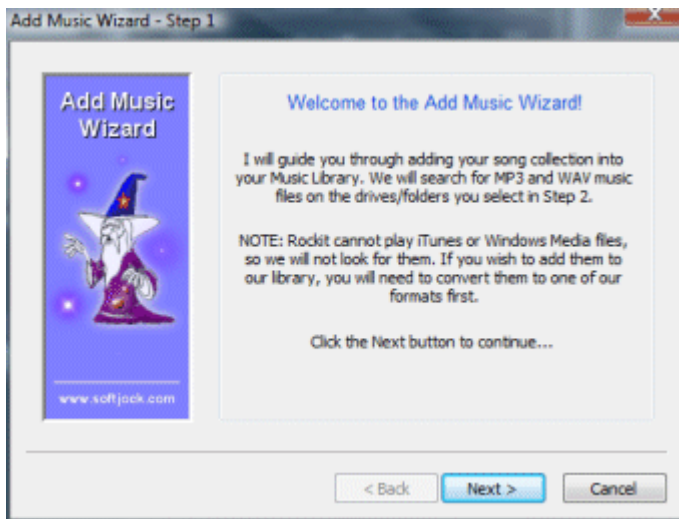 Add Music Wizard - Step 1
Add Music
Wizard
www.softjock.com
Welcome to the Add Music Wizard!
I will guide you through adding your song collection into
your Music Library. We will search for MP3 and WAV music
files on the drives/folders you select in Step 2.
NOTE: Rockit cannot play iTunes or Windows Media files,
so we will not look for them. If you wish to add them to
our library, you will need to convert them to one of our
formats first.
Click the Next button to continue...
< Back
Next >
Cancel